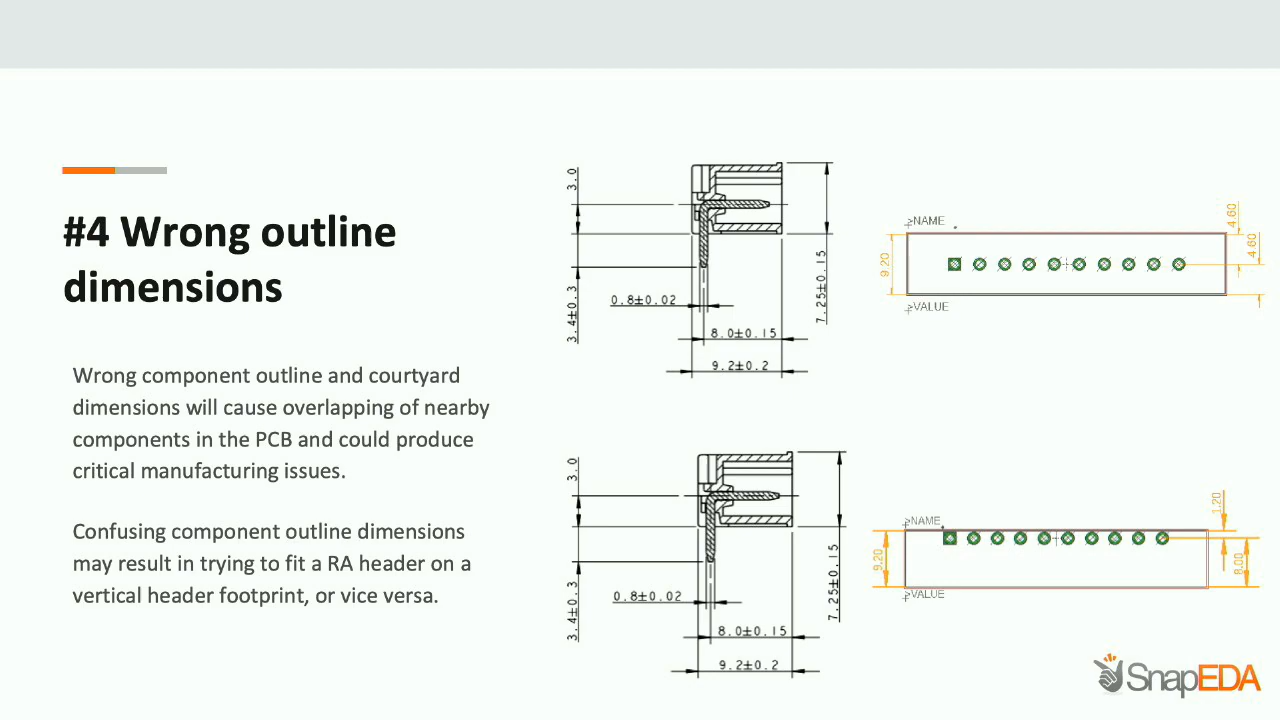 #4 Wrong outline
dimensions
Wrong component outline and courtyard
dimensions will cause overlapping of nearby
components in the PCB and could produce
critical manufacturing issues.
Confusing component outline dimensions
may result in trying to fit a RA header on a
vertical header footprint, or vice versa.
3.0
3.4±0.3
0.8±0.02
8.0±0.15
9.2±0.2
7.25±0.15
>NAME
>VALUE
9.20
4.60
4.60
3.0
3.4±0.3
0.8±0.02
8.0±0.15
9.2±0.2
7.25±0.15
>NAME
>VALUE
9.20
1.20
8.00
SnapEDA